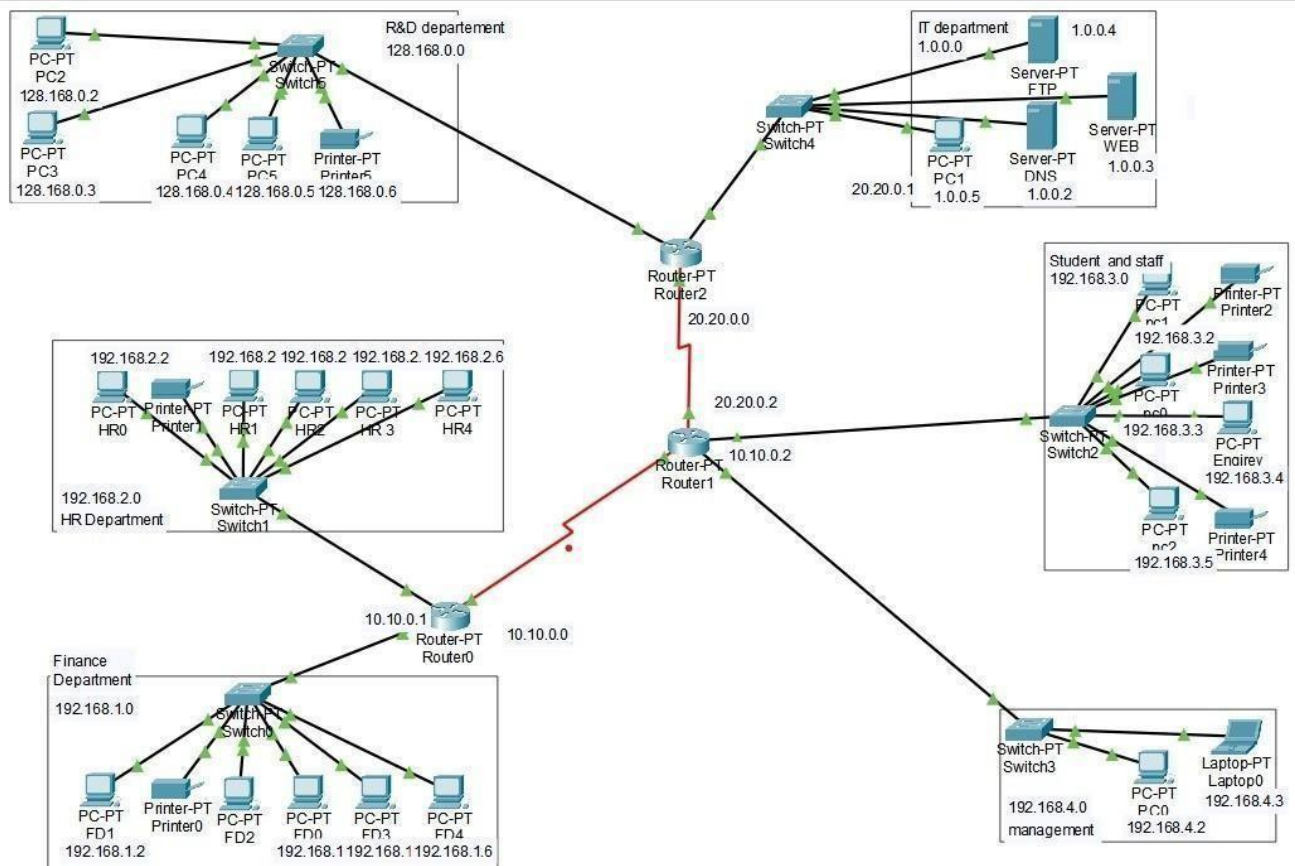 R&D departement
128.168.0.0
PC-PT
PC2
128.168.0.2
Switch-PT
Switch5
PC-PT
PC3
128.168.0.3
PC-PT
PC4
128.168.0.4
PC-PT
PC5
128.168.0.5
Printer-PT
Printer5
128.168.0.6
IT department
1.0.0.0
1.0.0.4
Server-PT
FTP
Switch-PT
Switch4
Server-PT
WEB
1.0.0.3
PC-PT
PC1
1.0.0.5
Server-PT
DNS
1.0.0.2
20.20.0.1
Router-PT
Router2
20.20.0.0
20.20.0.2
Router-PT
Router1
10.10.0.2
Student and staff
192.168.3.0
PC-PT
pc1
192.168.3.2
Printer-PT
Printer2
Printer-PT
Printer3
PC-PT
pc0
192.168.3.3
Switch-PT
Switch2
PC-PT
192.168.3.4
PC-PT
pc2
192.168.3.5
Printer-PT
Printer4
192.168.2.2
192.168.2
192.168.2
192.168.2.
192.168.2.6
PC-PT
HR0
Printer-PT
Printer1
PC-PT
HR1
PC-PT
HR2
PC-PT
HR 3
PC-PT
HR4
192.168.2.0
HR Department
Switch-PT
Switch1
10.10.0.1
Router-PT
Router0
10.10.0.0
Finance
Department
192.168.1.0
Switch-PT
Switch0
PC-PT
FD1
192.168.1.2
Printer-PT
Printer0
PC-PT
FD2
PC-PT
FD0
192.168.1
PC-PT
FD3
192.168.1
PC-PT
FD4
192.168.1.6
Switch-PT
Switch3
192.168.4.0
management
PC-PT
PC0
192.168.4.2
Laptop-PT
Laptop0
192.168.4.3